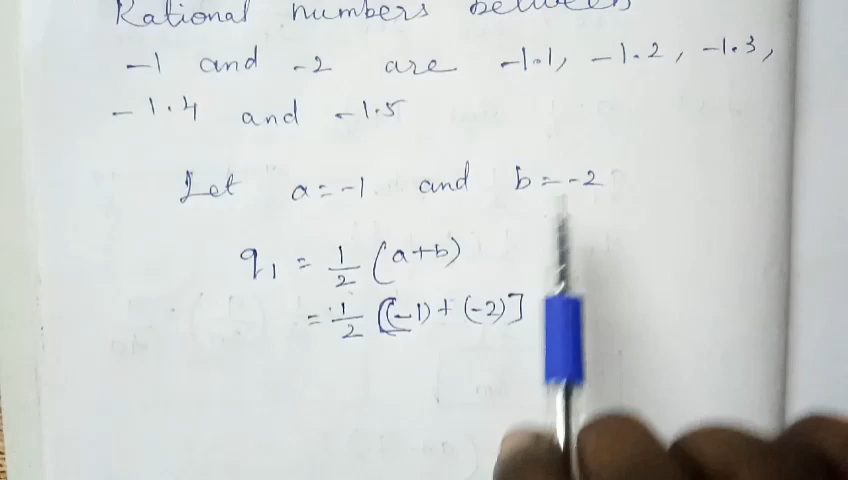 Rational numbers between
-1 and -2 are -1.1, -1.2, -1.3,
-1.4 and -1.5
Let a=-1 and b=-2
q₁ = 1/2 (a+b)
= 1/2 [(-1)+(-2)]